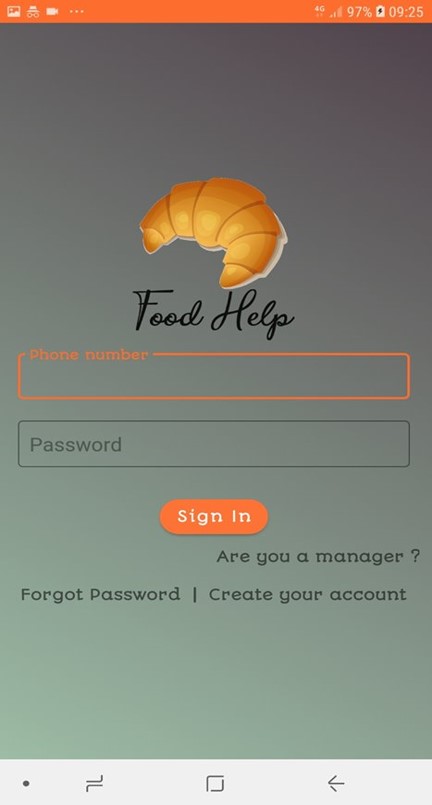 4G 97% 09:25
Food Help
Phone number
Password
Sign In
Are you a manager ?
Forgot Password | Create your account